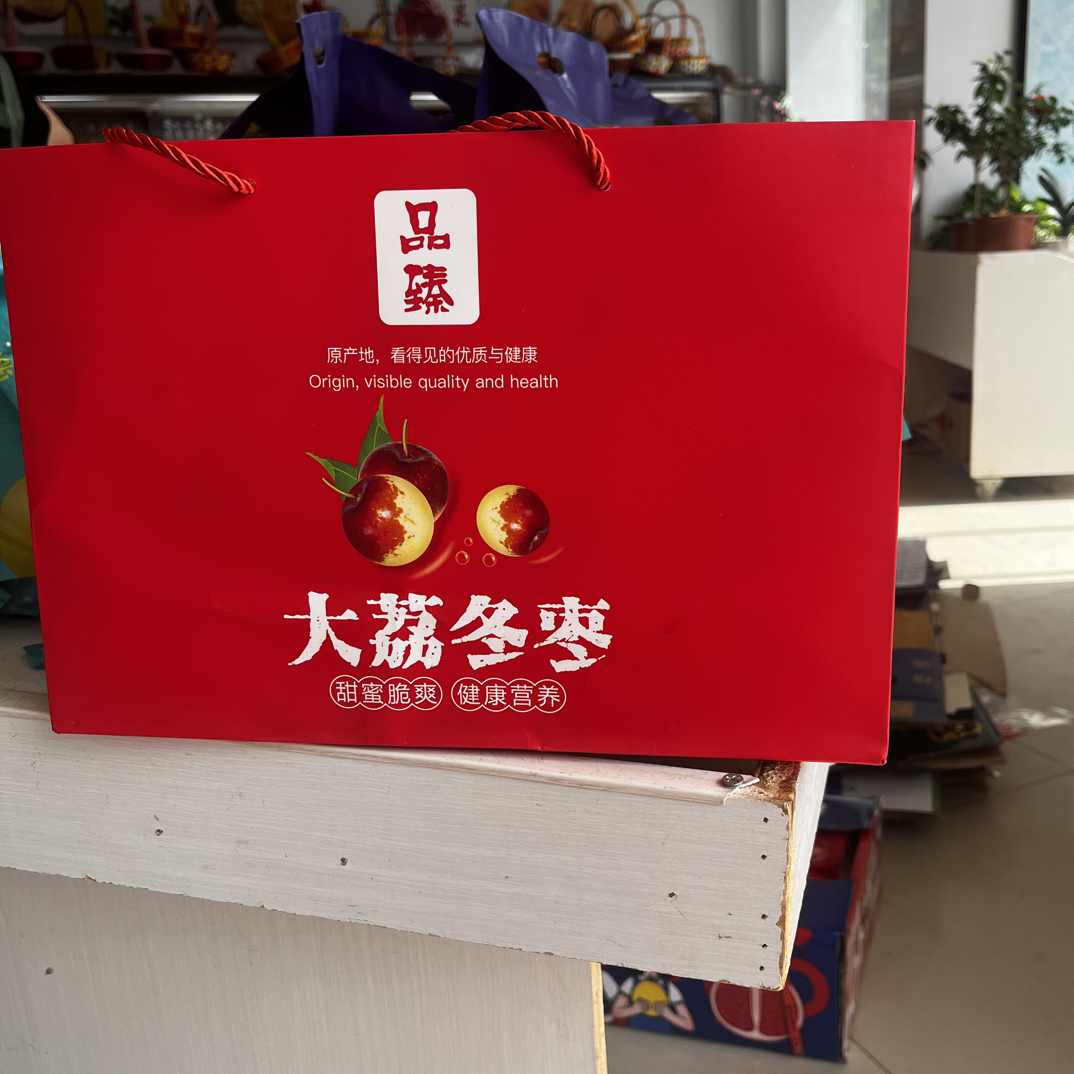 品
臻
原产地，看得见的优质与健康
Origin, visible quality and health
大荔冬枣
甜蜜脆爽 健康营养